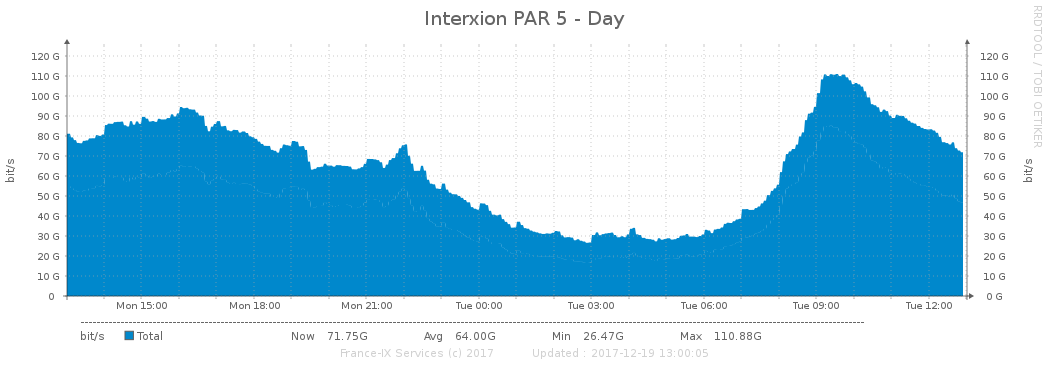 Interxion PAR 5 - Day
RRDTOOL / TOBI OETIKER
bit/s
120 G
110 G
100 G
90 G
80 G
70 G
60 G
50 G
40 G
30 G
20 G
10 G
0
120 G
110 G
100 G
90 G
80 G
70 G
60 G
50 G
40 G
30 G
20 G
10 G
0 G
bit/s
Mon 15:00 Mon 18:00 Mon 21:00 Tue 00:00 Tue 03:00 Tue 06:00 Tue 09:00 Tue 12:00
bit/s Total Now 71.75G Avg 64.00G Min 26.47G Max 110.88G
France-IX Services (c) 2017 Updated : 2017-12-19 13:00:05